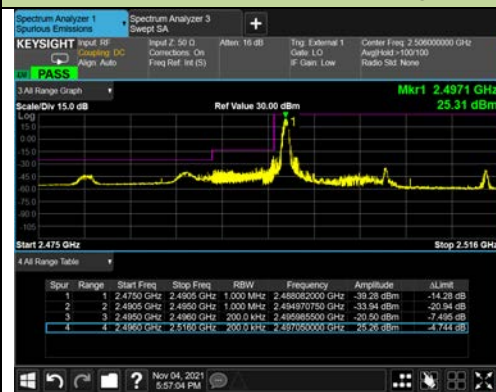 Spectrum Analyzer 1
Spurious Emissions
Spectrum Analyzer 3
Swept SA
KEYSIGHT
Input: RF
Coupling: DC
Align: Auto
Input Z: 50 Ω
Corrections: On
Freq Ref: Int (S)
Atten: 16 dB
Trig: External 1
Gate: LO
IF Gain: Low
Center Freq: 2.506000000 GHz
Avg|Hold:>100/100
Radio Std: None
PASS
3 All Range Graph
Mkr1 2.4971 GHz
Scale/Div 15.0 dB
Ref Value 30.00 dBm
25.31 dBm
Log
1
15.0
0.00
-15.0
-30.0
-45.0
-60.0
-75.0
-90.0
-105
Start 2.475 GHz
Stop 2.516 GHz
4 All Range Table
Spur Range Start Freq Stop Freq RBW Frequency Amplitude ΔLimit
1 1 2.4750 GHz 2.4905 GHz 1.000 MHz 2.488082000 GHz -39.28 dBm -14.28 dB
2 2 2.4905 GHz 2.4950 GHz 1.000 MHz 2.494970750 GHz -33.94 dBm -20.94 dB
3 3 2.4950 GHz 2.4960 GHz 200.0 kHz 2.495985500 GHz -20.50 dBm -7.495 dB
4 4 2.4960 GHz 2.5160 GHz 200.0 kHz 2.497050000 GHz 25.26 dBm -4.744 dB
?
Nov 04, 2021
5:57:04 PM